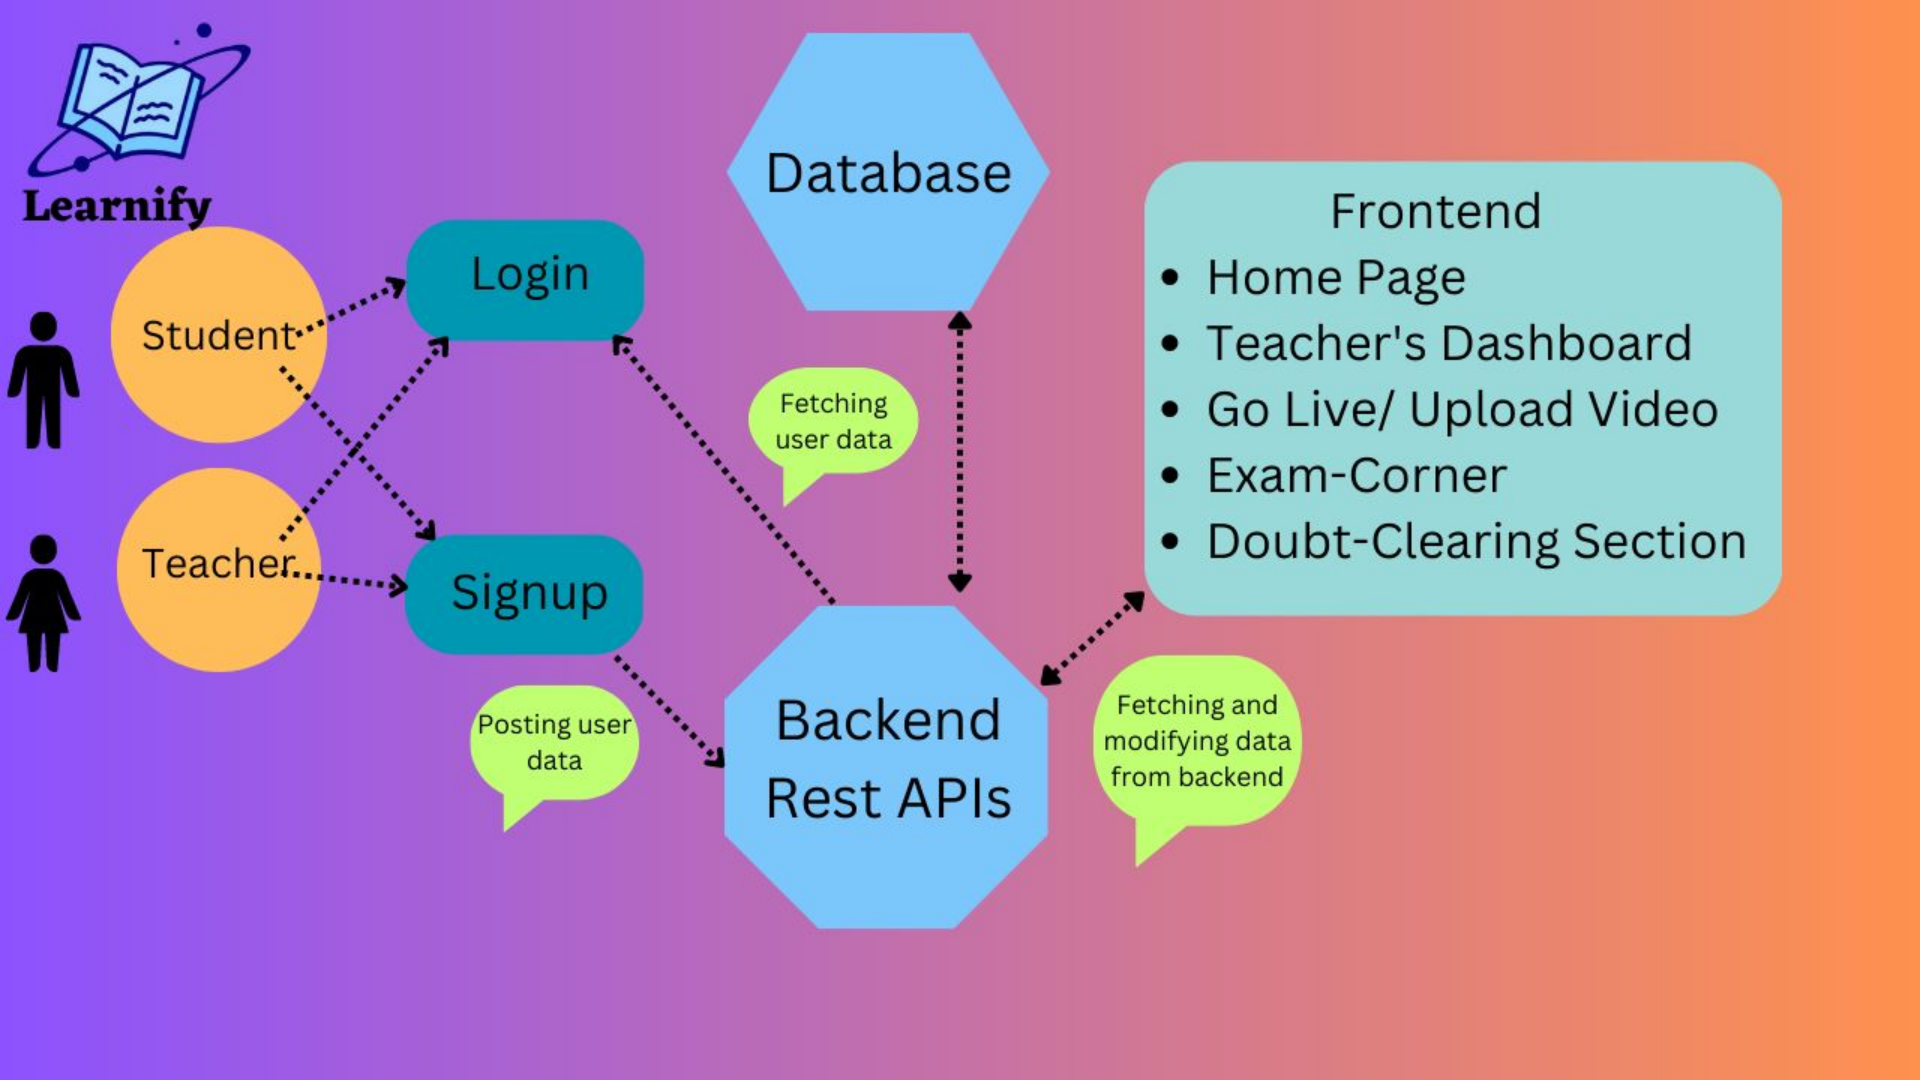 Learnify
Student
Teacher
Login
Signup
Posting user
data
Database
Fetching
user data
Backend
Rest APIs
Frontend
• Home Page
• Teacher's Dashboard
• Go Live/ Upload Video
• Exam-Corner
• Doubt-Clearing Section
Fetching and
modifying data
from backend